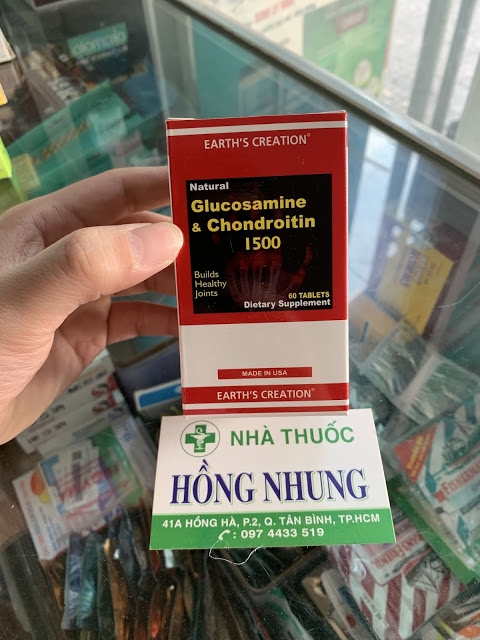 EARTH'S CREATION®
Natural
Glucosamine
& Chondroitin
1500
Builds
Healthy
Joints
60 TABLETS
Dietary Supplement
MADE IN USA
EARTH'S CREATION®
NHÀ THUỐC
HỒNG NHUNG
41A HỒNG HÀ, P.2, Q. TÂN BÌNH, TP.HCM
: 097 4433 519